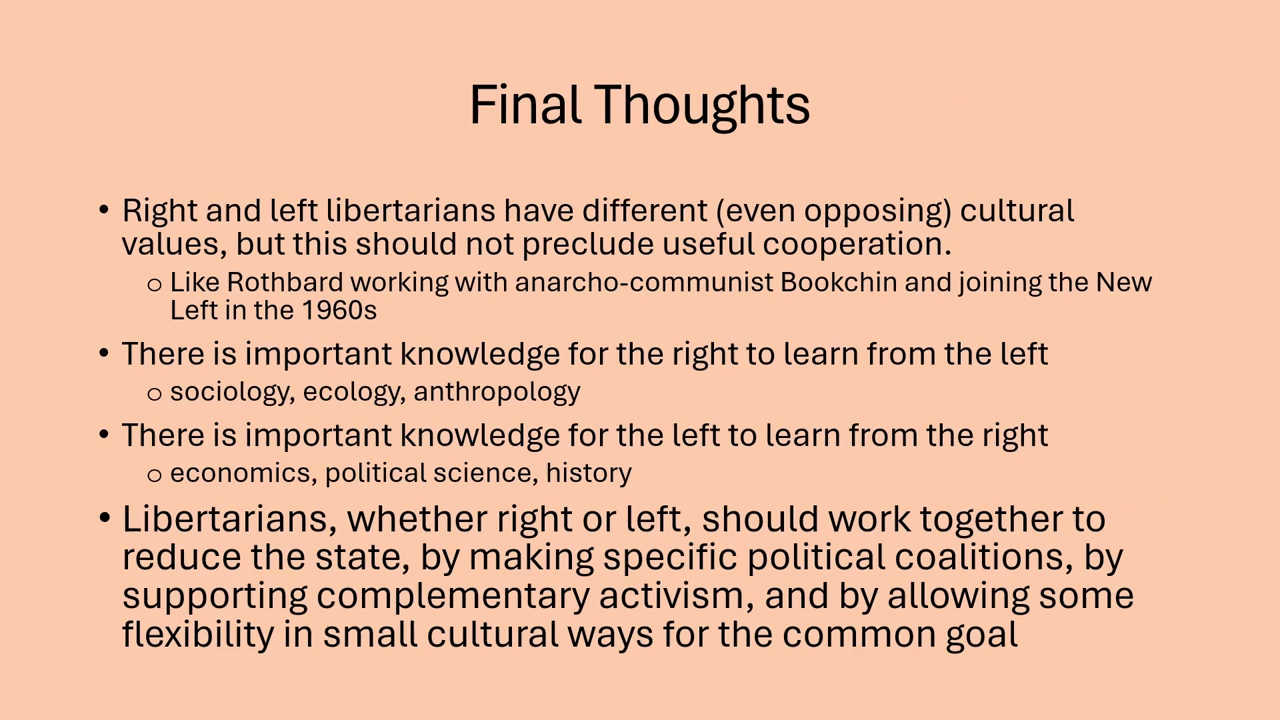 Final Thoughts
• Right and left libertarians have different (even opposing) cultural
values, but this should not preclude useful cooperation.
o Like Rothbard working with anarcho-communist Bookchin and joining the New
Left in the 1960s
• There is important knowledge for the right to learn from the left
o sociology, ecology, anthropology
• There is important knowledge for the left to learn from the right
o economics, political science, history
• Libertarians, whether right or left, should work together to
reduce the state, by making specific political coalitions, by
supporting complementary activism, and by allowing some
flexibility in small cultural ways for the common goal